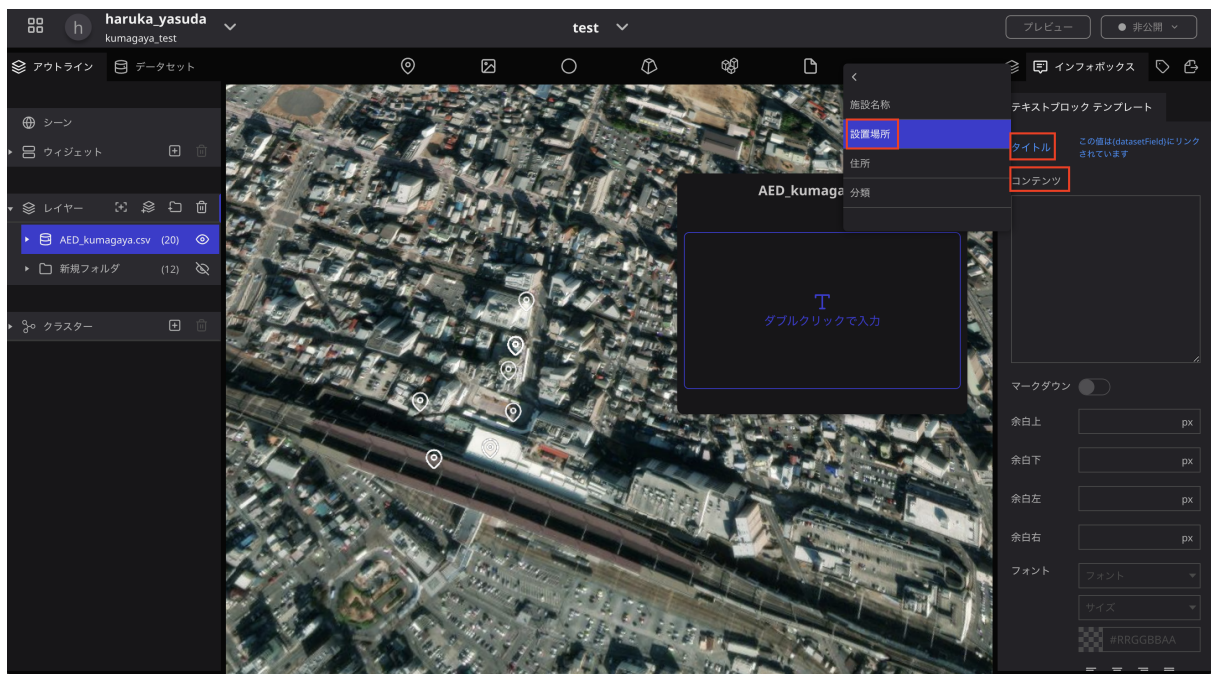 h
haruka_yasuda
kumagaya_test
test
プレビュー
非公開
アウトライン
データセット
インフォボックス
シーン
ウィジェット
レイヤー
AED_kumagaya.csv (20)
新規フォルダ (12)
クラスター
施設名称
設置場所
住所
分類
AED_kumaga
T
ダブルクリックで入力
テキストブロック テンプレート
タイトル
この値は(datasetField)にリンク
されています
コンテンツ
マークダウン
余白上 px
余白下 px
余白左 px
余白右 px
フォント フォント
サイズ
#RRGGBBAA